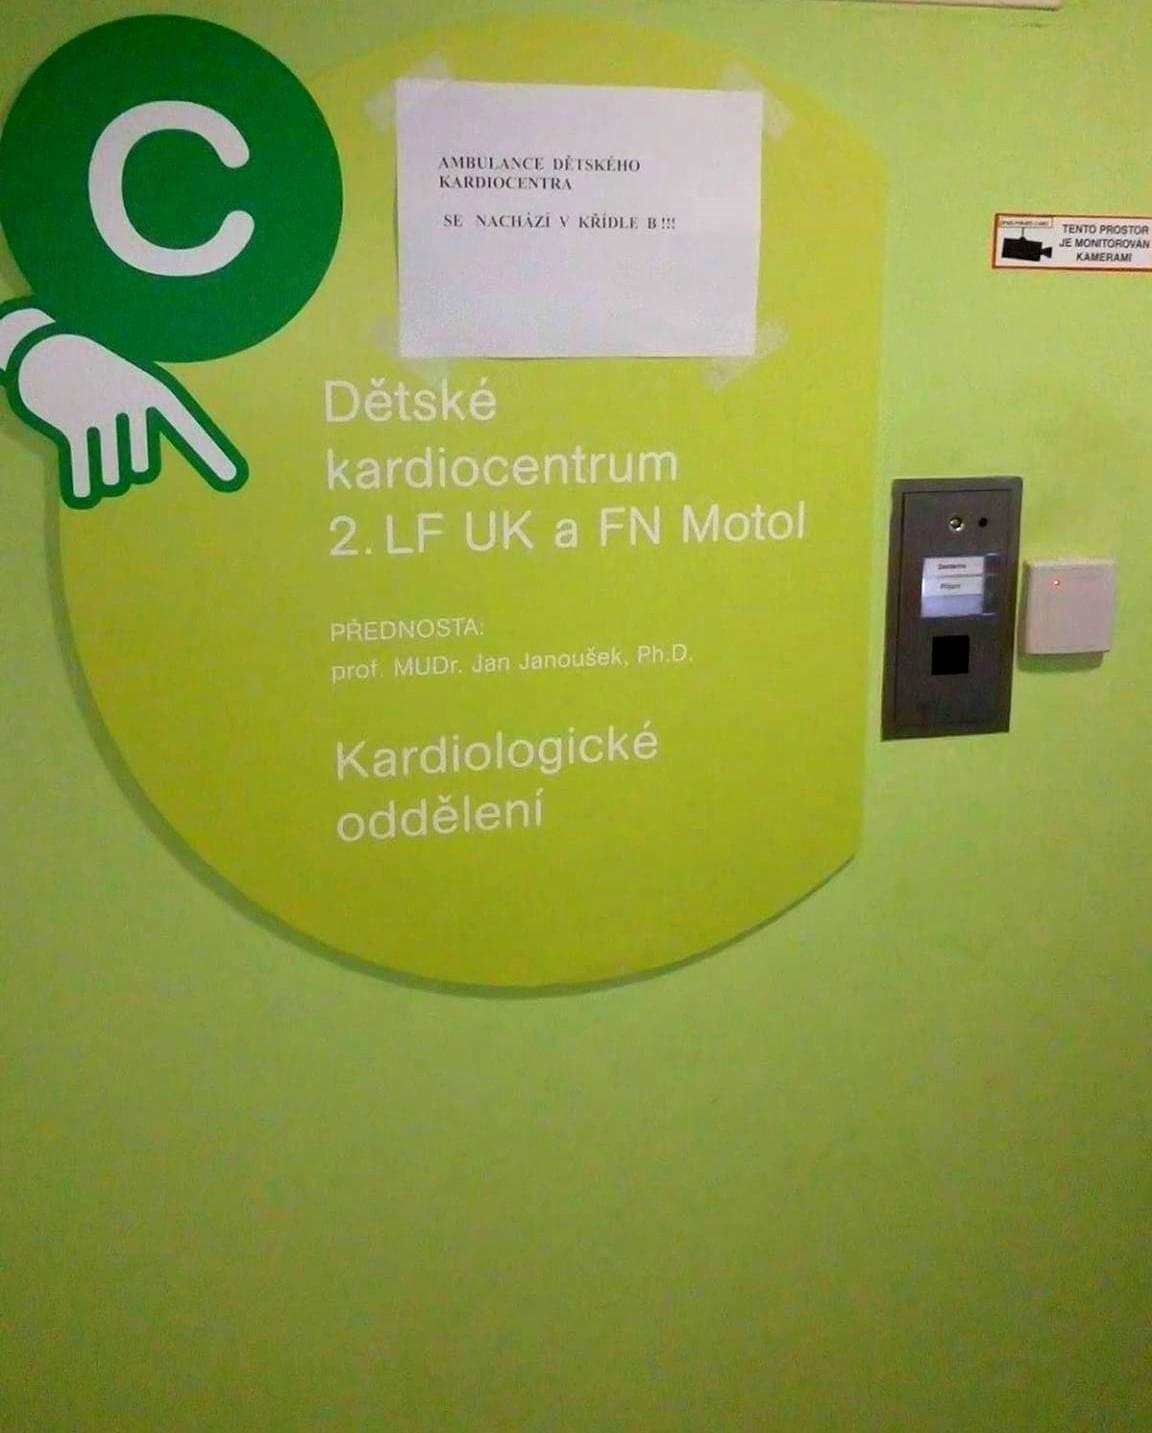 C
AMBULANCE DĚTSKÉHO
KARDIOCENTRA
SE NACHÁZÍ V KŘÍDLE B!!!
TENTO PROSTOR
JE MONITOROVÁN
KAMERAMI
Dětské
kardiocentrum
2. LF UK a FN Motol
PŘEDNOSTA:
prof. MUDr. Jan Janoušek, Ph.D.
Kardiologické
oddělení